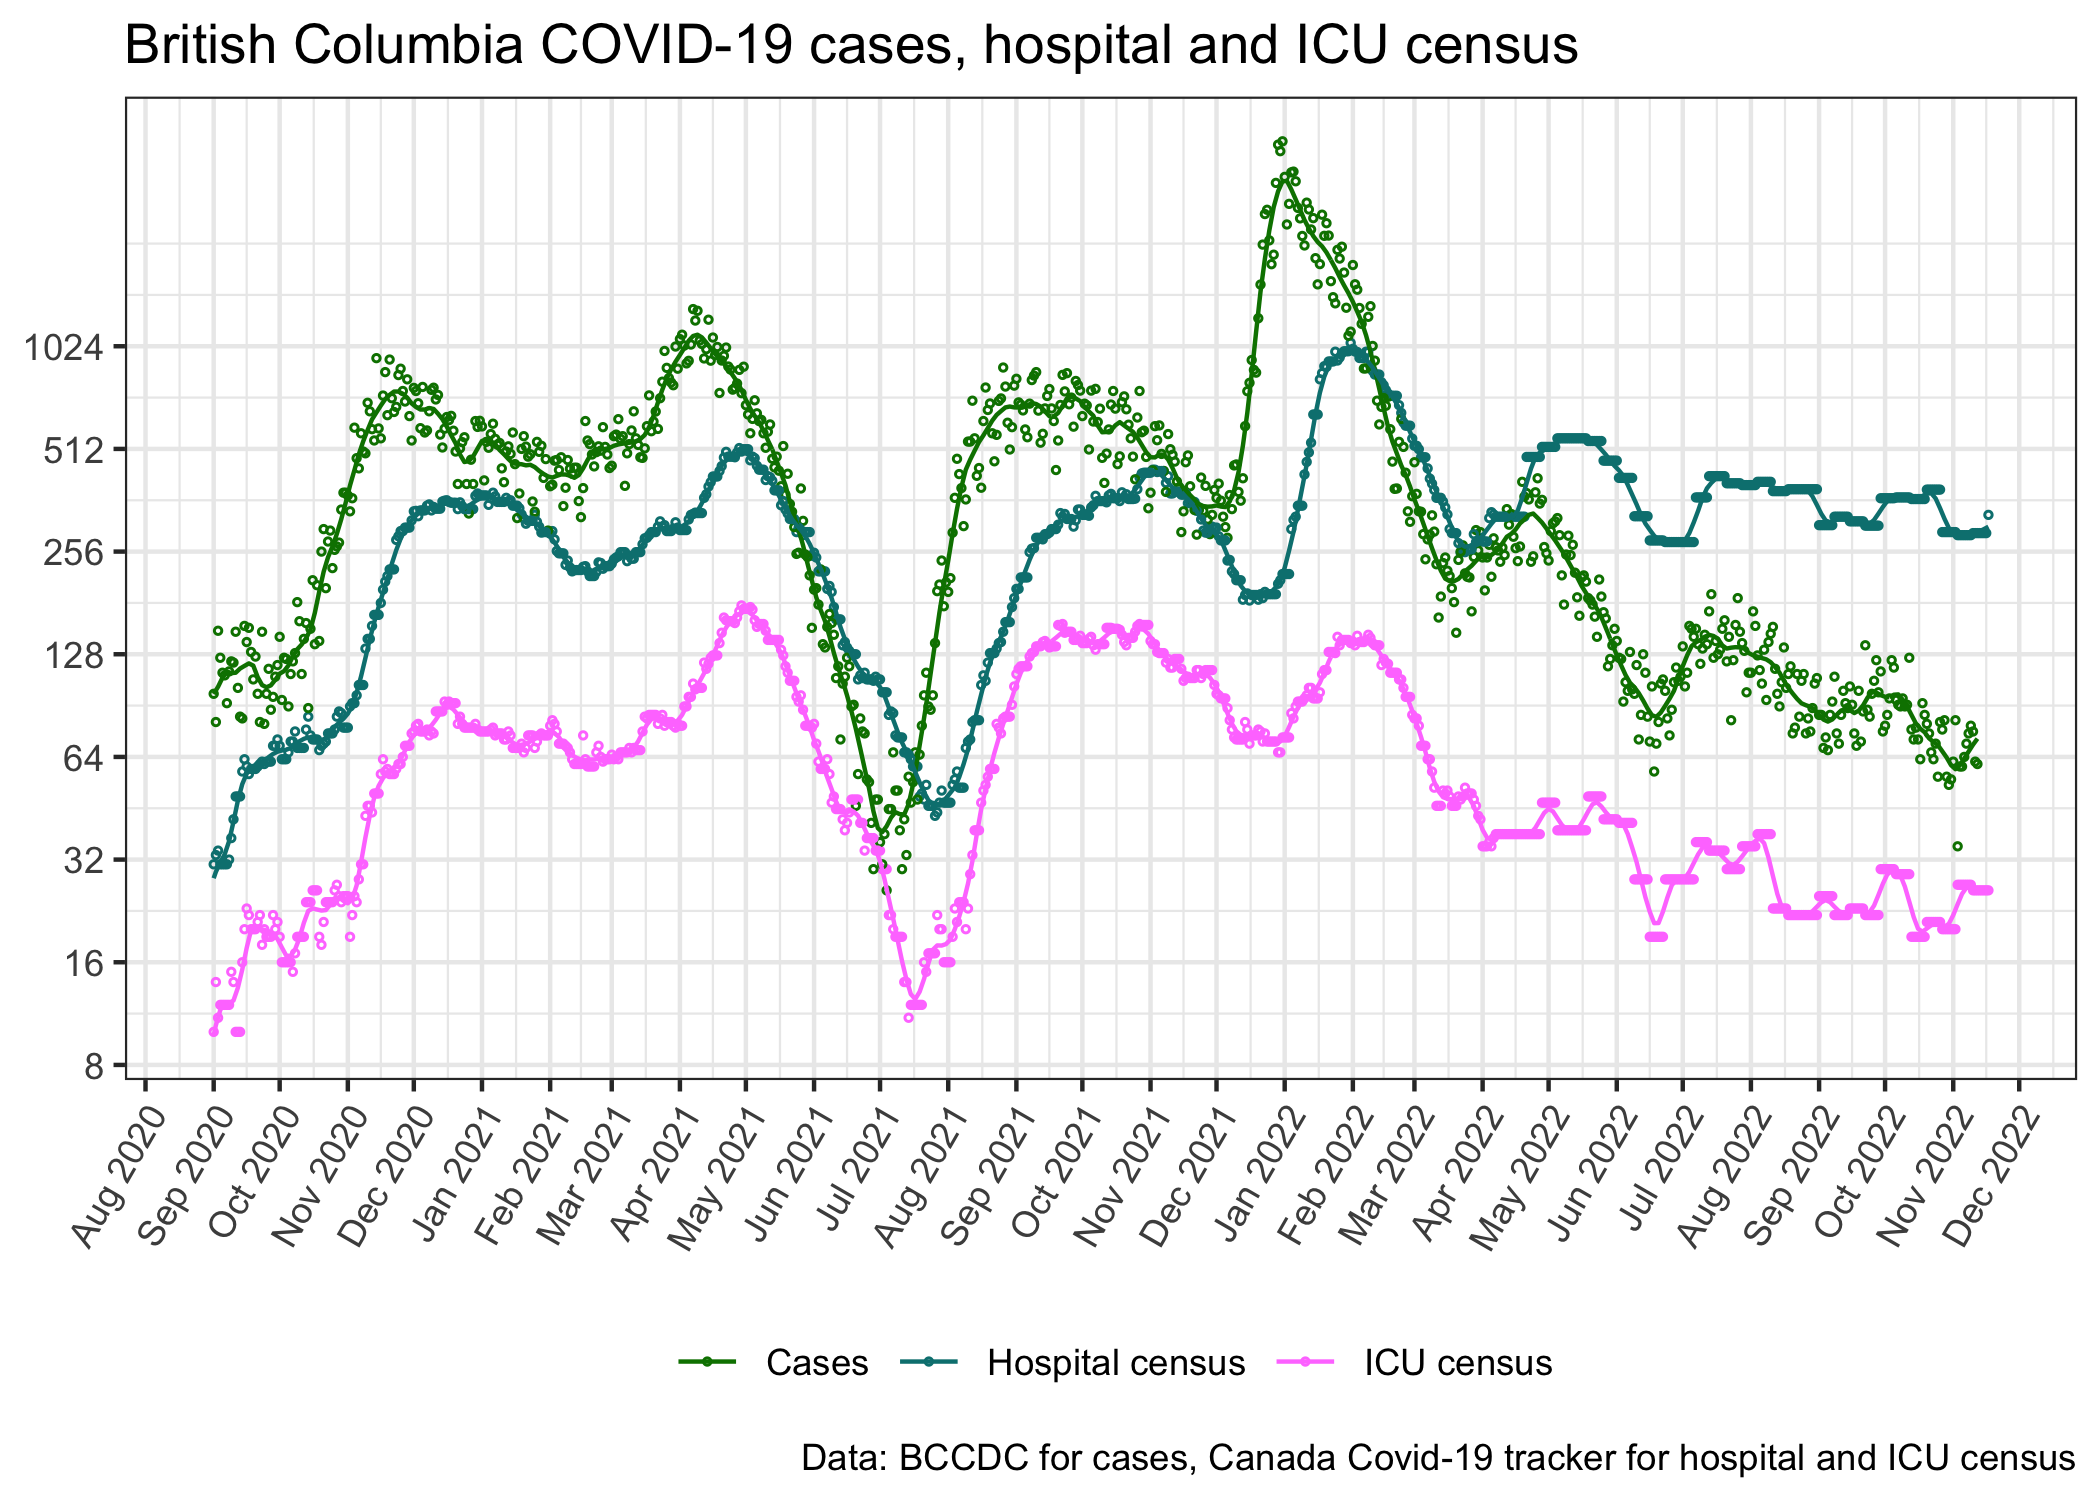 British Columbia COVID-19 cases, hospital and ICU census
1024
512
256
128
64
32
16
8
Aug 2020
Sep 2020
Oct 2020
Nov 2020
Dec 2020
Jan 2021
Feb 2021
Mar 2021
Apr 2021
May 2021
Jun 2021
Jul 2021
Aug 2021
Sep 2021
Oct 2021
Nov 2021
Dec 2021
Jan 2022
Feb 2022
Mar 2022
Apr 2022
May 2022
Jun 2022
Jul 2022
Aug 2022
Sep 2022
Oct 2022
Nov 2022
Dec 2022
Cases Hospital census ICU census
Data: BCCDC for cases, Canada Covid-19 tracker for hospital and ICU census